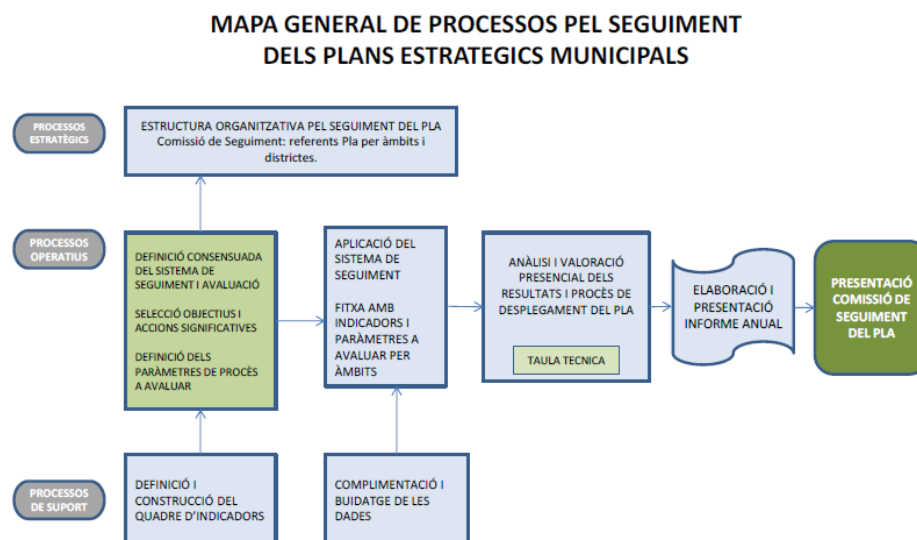 MAPA GENERAL DE PROCESSOS PEL SEGUIMENT
DELS PLANS ESTRATEGICS MUNICIPALS
PROCESSOS
ESTRATÈGICS
ESTRUCTURA ORGANITZATIVA PEL SEGUIMENT DEL PLA
Comissió de Seguiment: referents Pla per àmbits i
districtes.
PROCESSOS
OPERATIUS
DEFINICIÓ CONSENSUADA
DEL SISTEMA DE
SEGUIMENT I AVALUACIÓ
SELECCIÓ OBJECTIUS I
ACCIONS SIGNIFICATIVES
DEFINICIÓ DELS
PARÀMETRES DE PROCÈS
A AVALUAR
APLICACIÓ DEL
SISTEMA DE
SEGUIMENT
FITXA AMB
INDICADORS I
PARÀMETRES A
AVALUAR PER
ÀMBITS
ANÀLISI I VALORACIÓ
PRESENCIAL DELS
RESULTATS I PROCÈS DE
DESPLEGAMENT DEL PLA
TAULA TECNICA
ELABORACIÓ I
PRESENTACIÓ
INFORME ANUAL
PRESENTACIÓ
COMISSIÓ DE
SEGUIMENT
DEL PLA
PROCESSOS
DE SUPORT
DEFINICIÓ I
CONSTRUCCIÓ DEL
QUADRE D'INDICADORS
COMPLIMENTACIÓ I
BUIDATGE DE LES
DADES